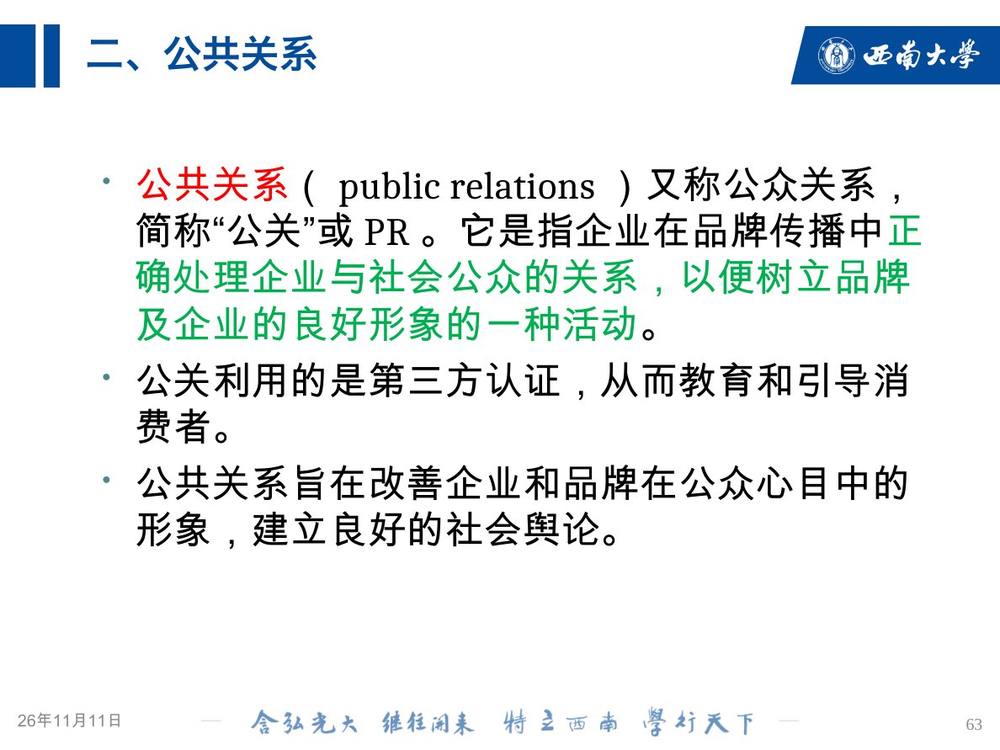 二、公共关系
西南大学
• 公共关系（ public relations ）又称公众关系，
简称“公关”或 PR 。它是指企业在品牌传播中正
确处理企业与社会公众的关系，以便树立品牌
及企业的良好形象的一种活动。
• 公关利用的是第三方认证，从而教育和引导消
费者。
• 公共关系旨在改善企业和品牌在公众心目中的
形象，建立良好的社会舆论。
26年11月11日
含弘光大 继往开来 特立西南 学行天下
63